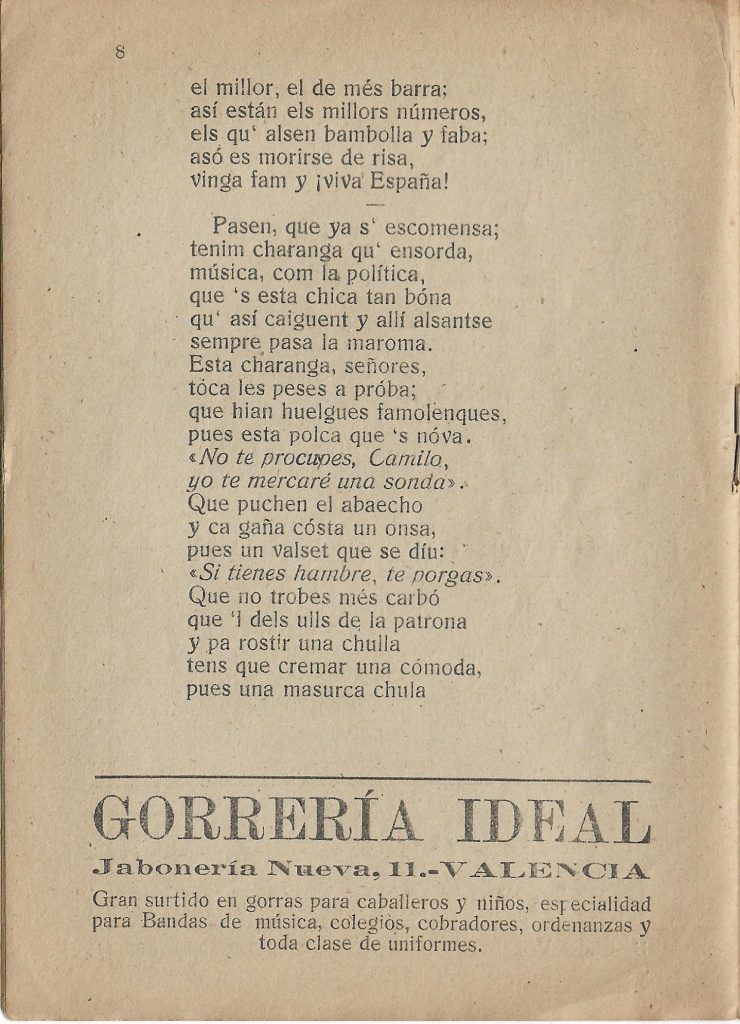 8
el millor, el de més barra;
así están els millors números,
els qu‘ alsen bambolla y faba;
asó es morirse de risa,
vinga fam y ¡viva España!
—
Pasen, que ya s‘ escomensa;
tenim charanga qu‘ ensorda,
música, com la política,
que ‘s esta chica tan bóna
qu‘ así caiguent y allí alsantse
sempre pasa la maroma.
Esta charanga, señores,
tóca les peses a próba;
que hian huelgues famolenques,
pues esta polca que ‘s nóva.
«No te procupes, Camilo,
yo te mercaré una sonda».
Que puchen el abaecho
y ca gaña cósta un onsa,
pues un valset que se díu:
«Si tienes hambre, te porgas».
Que no trobes més carbó
que ‘l dels ulls de la patrona
y pa rostir una chulla
tens que cremar una cómoda,
pues una masurca chula
GORRERÍA IDEAL
Jabonería Nueva, 11.-VALENCIA
Gran surtido en gorras para caballeros y niños, especialidad
para Bandas de música, colegios, cobradores, ordenanzas y
toda clase de uniformes.